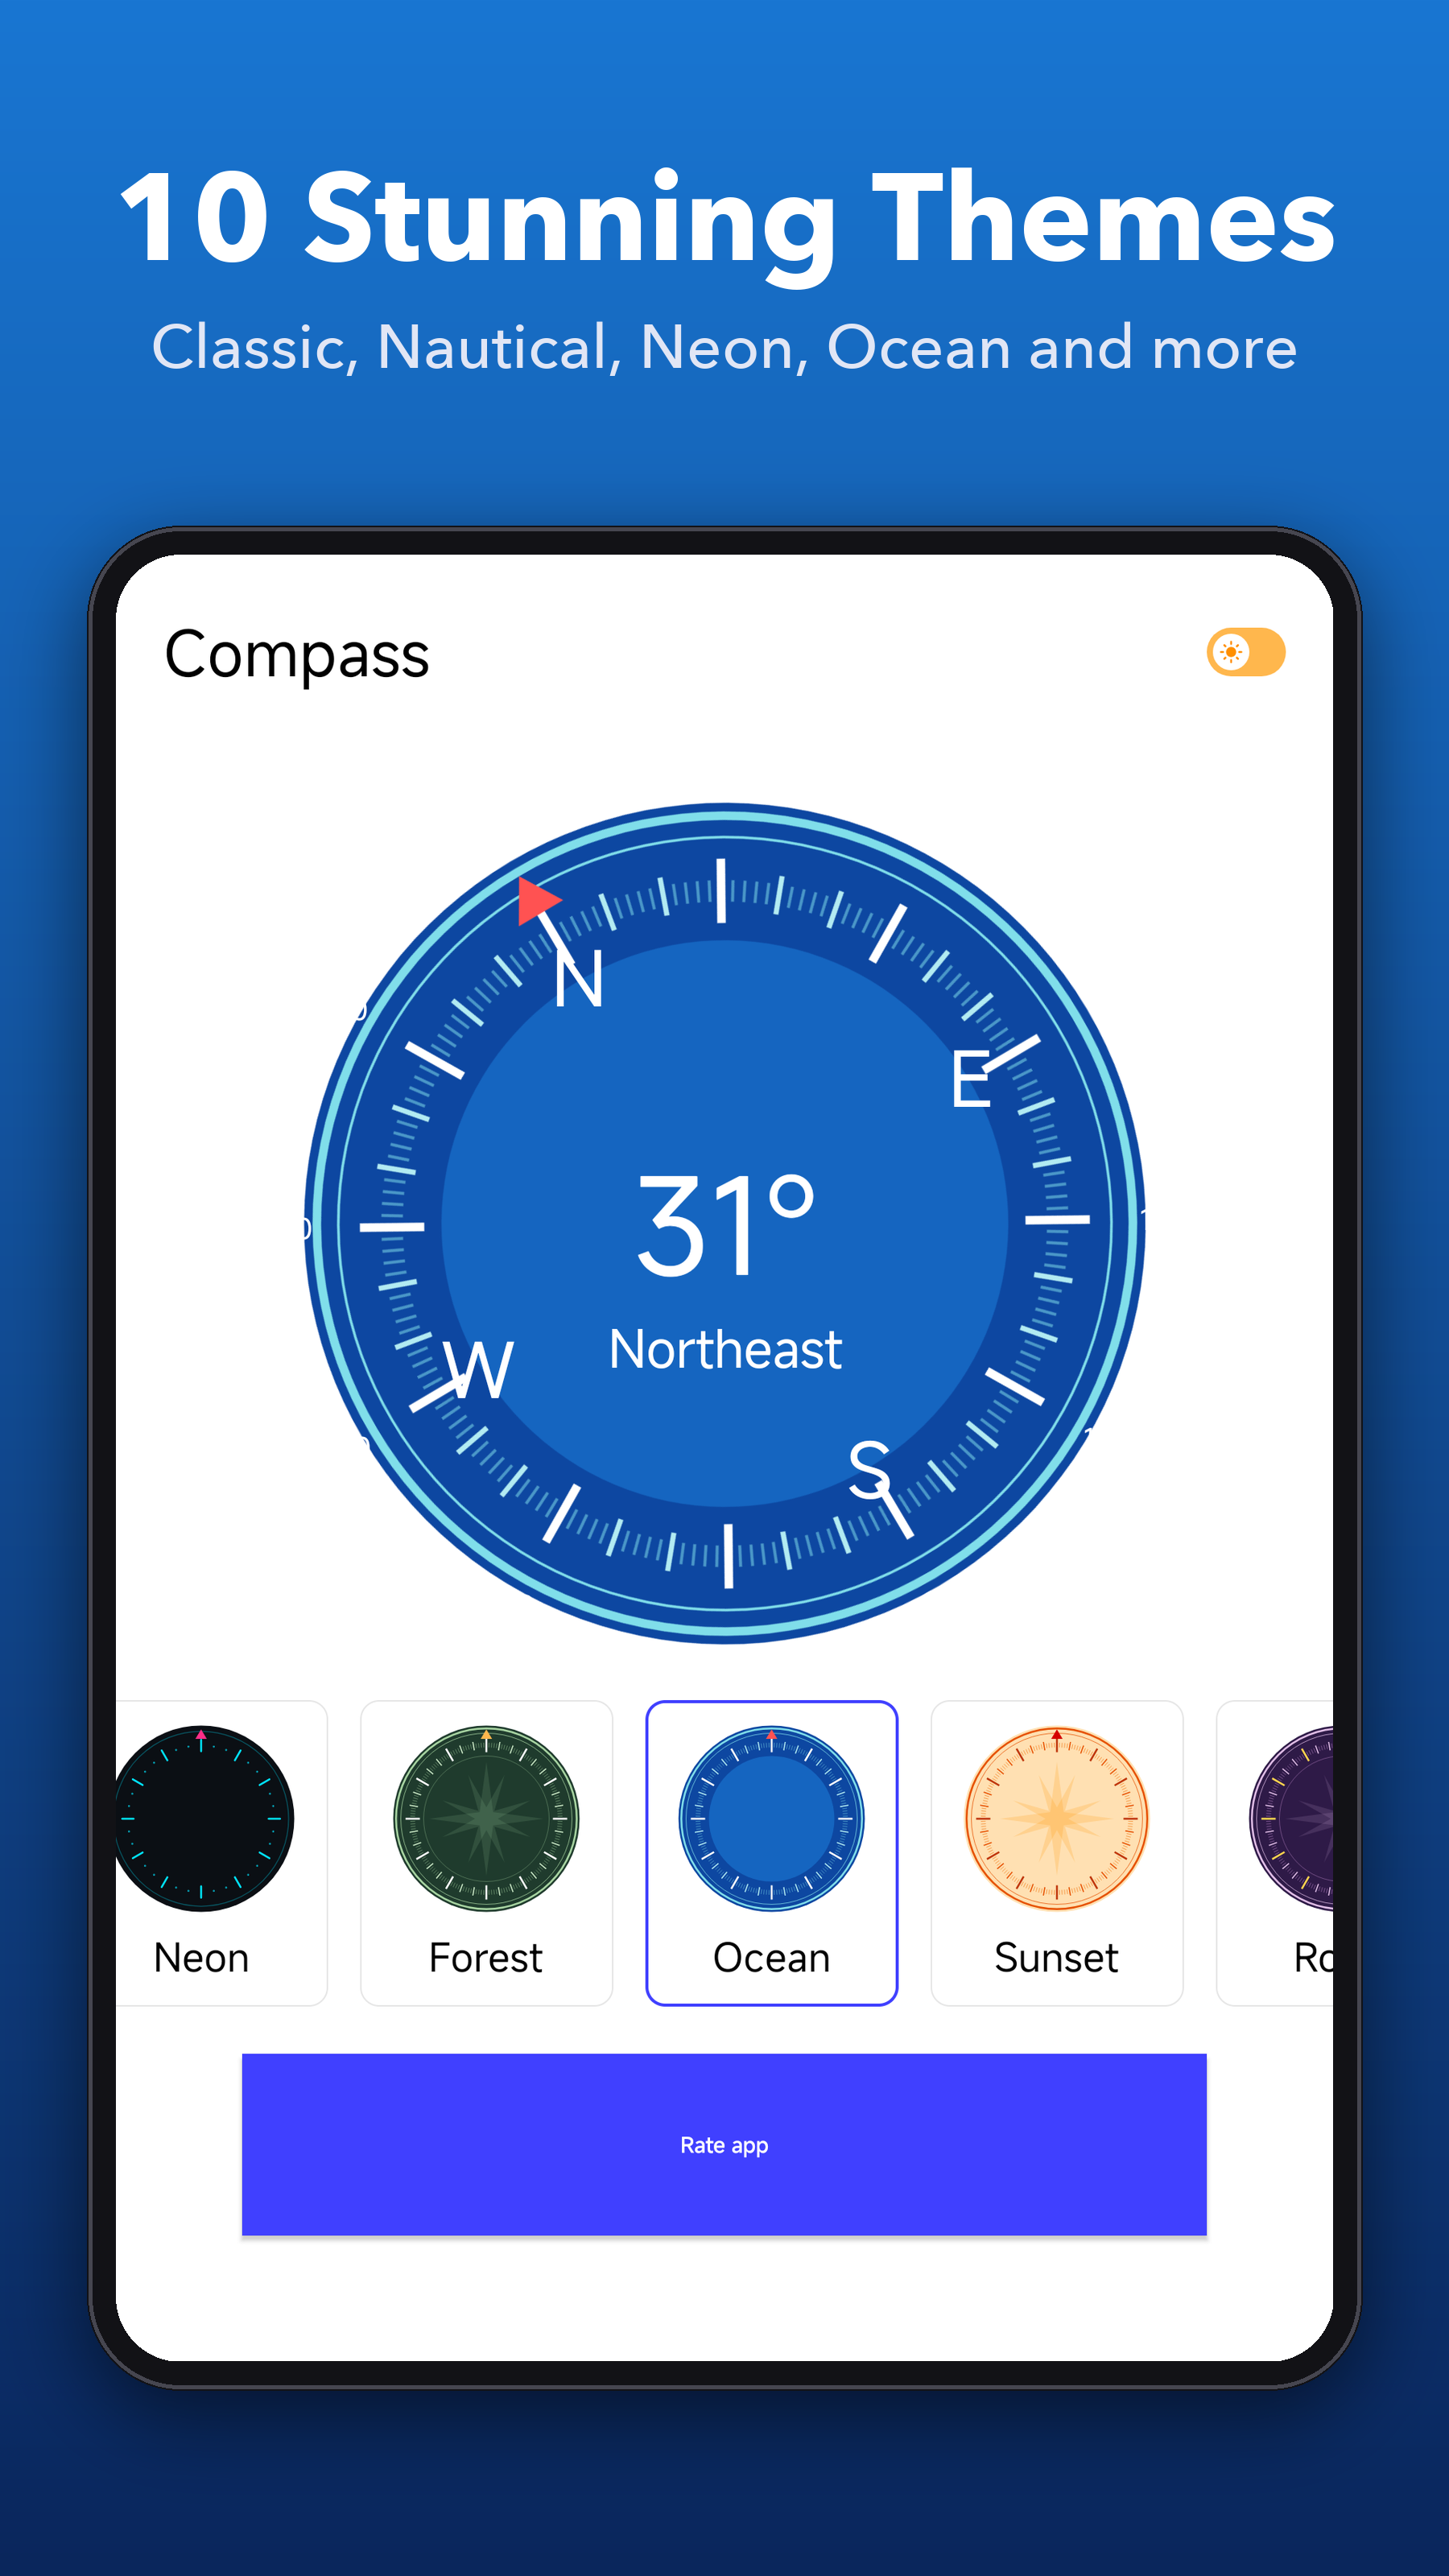 10 Stunning Themes
Classic, Nautical, Neon, Ocean and more
Compass
N
E
31°
Northeast
W
S
Neon
Forest
Ocean
Sunset
Rate app